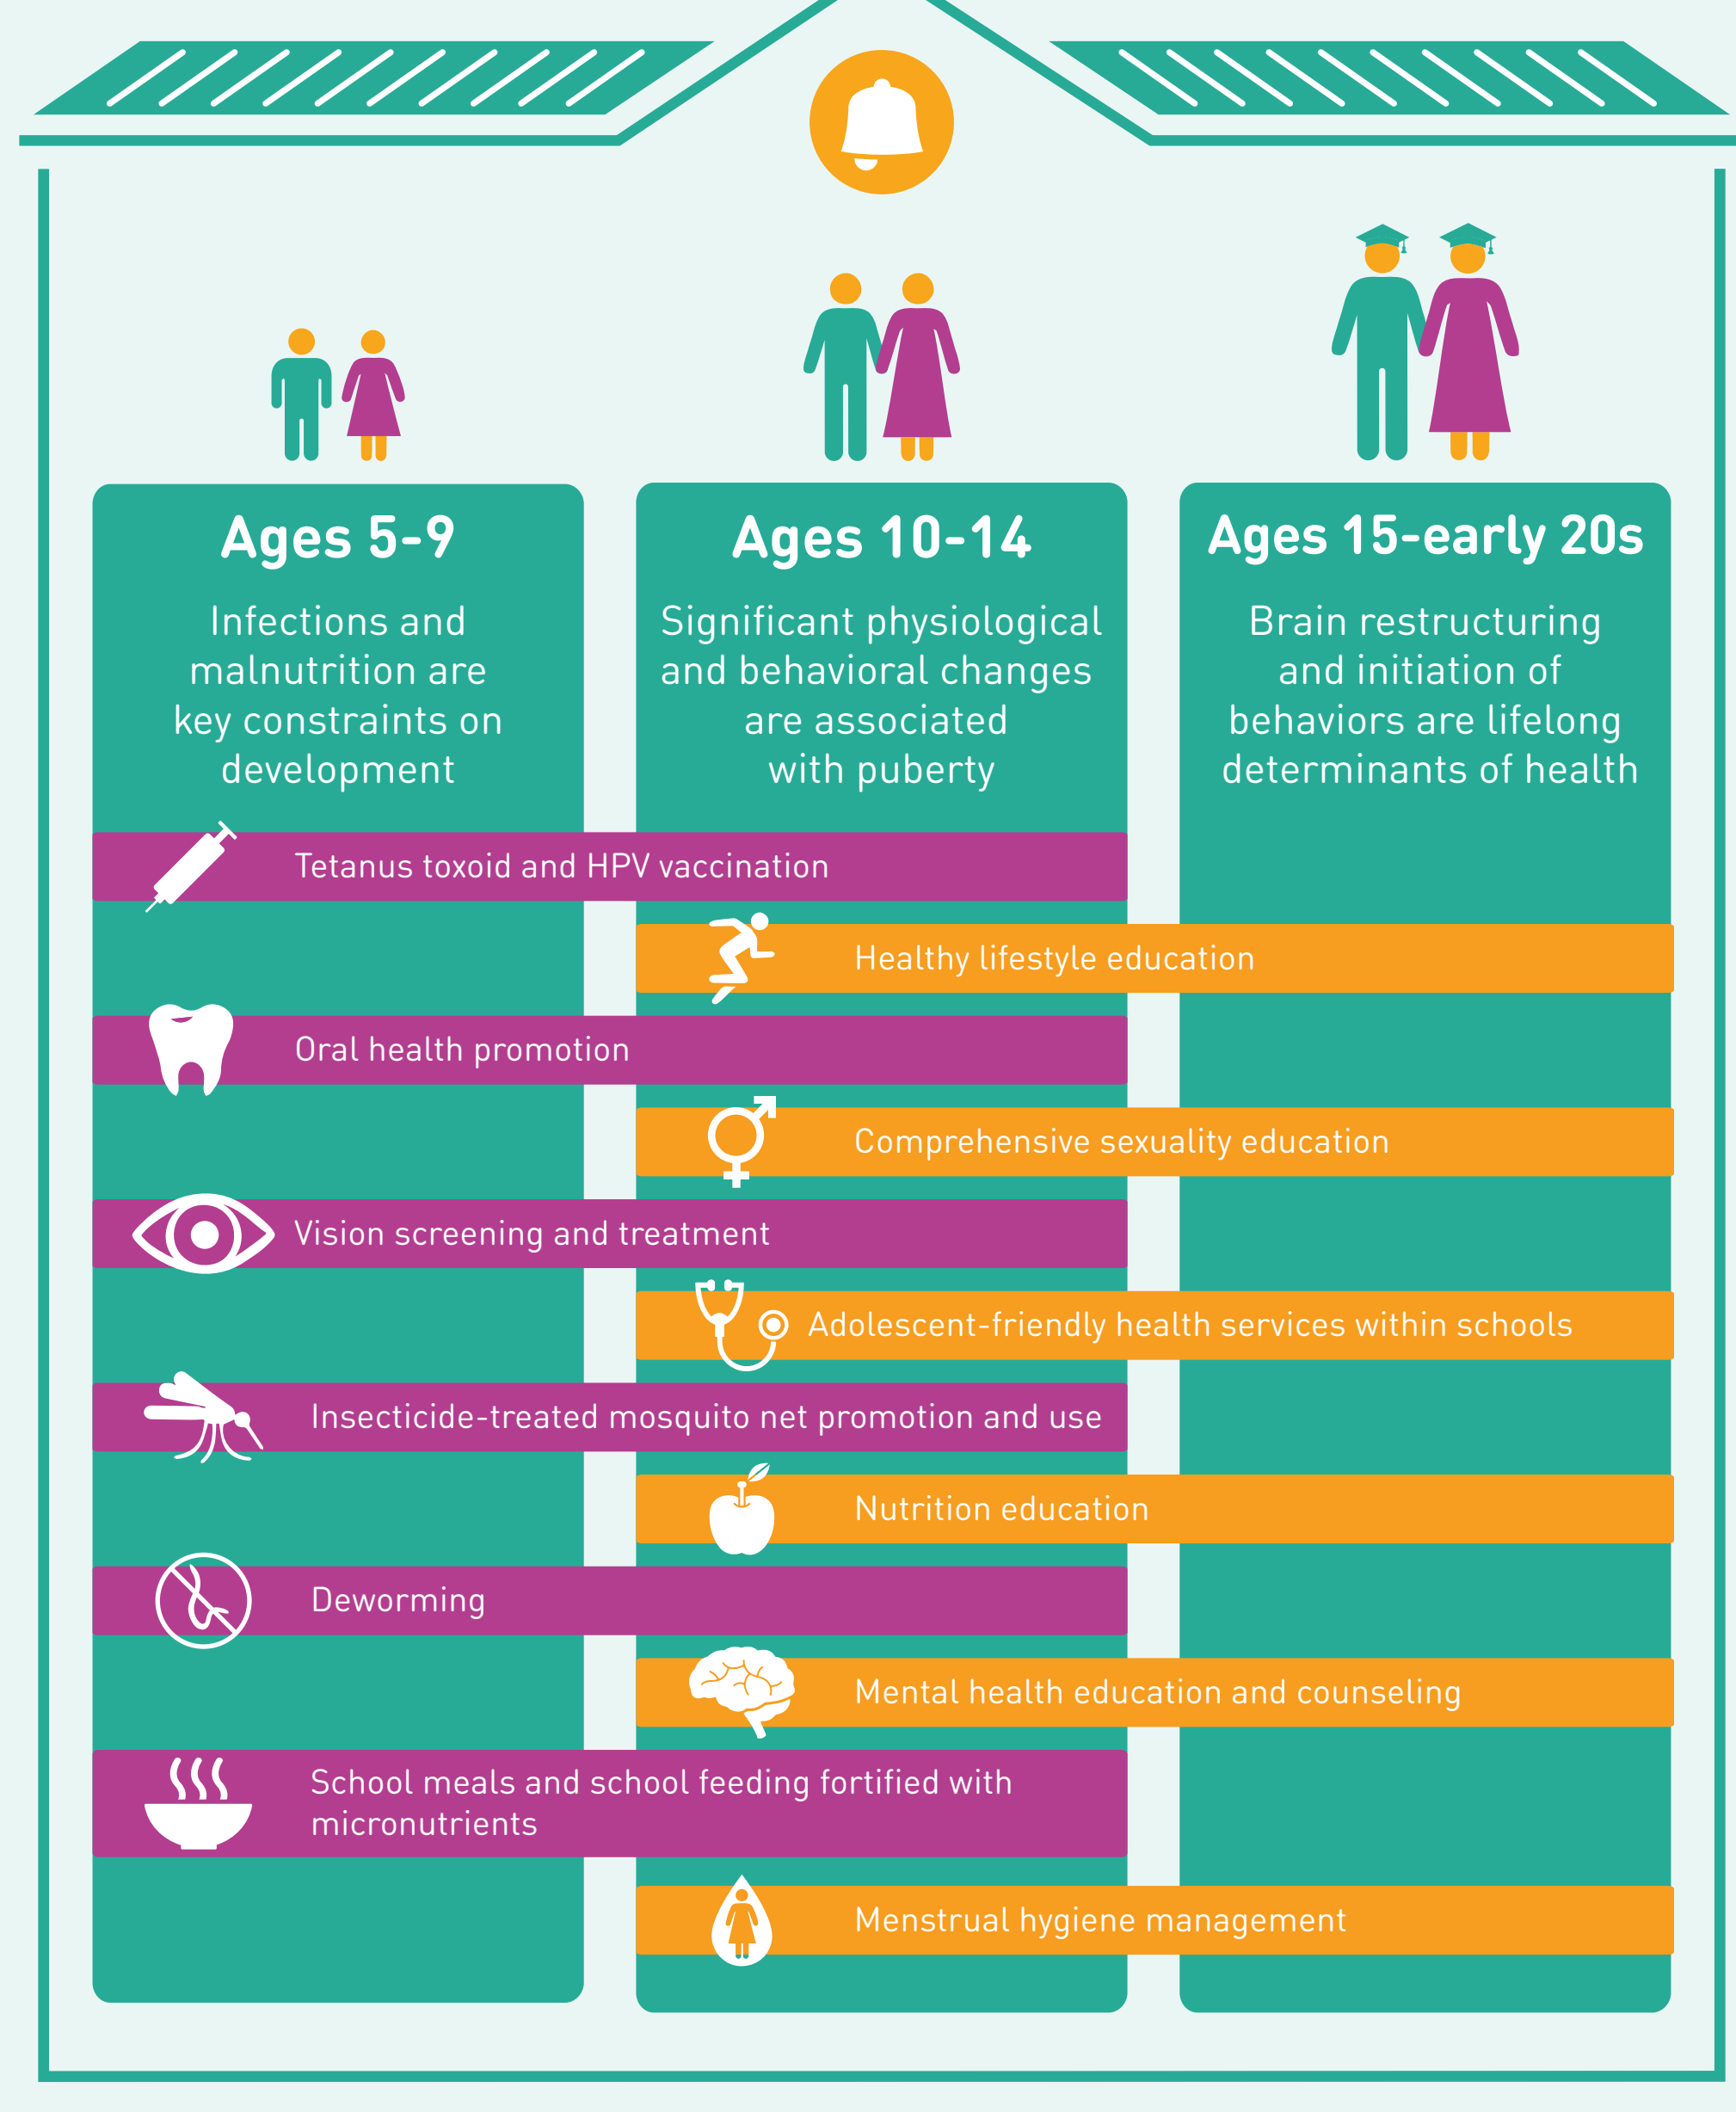 Ages 5-9
Infections and
malnutrition are
key constraints on
development
Ages 10-14
Significant physiological
and behavioral changes
are associated
with puberty
Ages 15-early 20s
Brain restructuring
and initiation of
behaviors are lifelong
determinants of health
Tetanus toxoid and HPV vaccination
Healthy lifestyle education
Oral health promotion
Comprehensive sexuality education
Vision screening and treatment
Adolescent-friendly health services within schools
Insecticide-treated mosquito net promotion and use
Nutrition education
Deworming
Mental health education and counseling
School meals and school feeding fortified with
micronutrients
Menstrual hygiene management